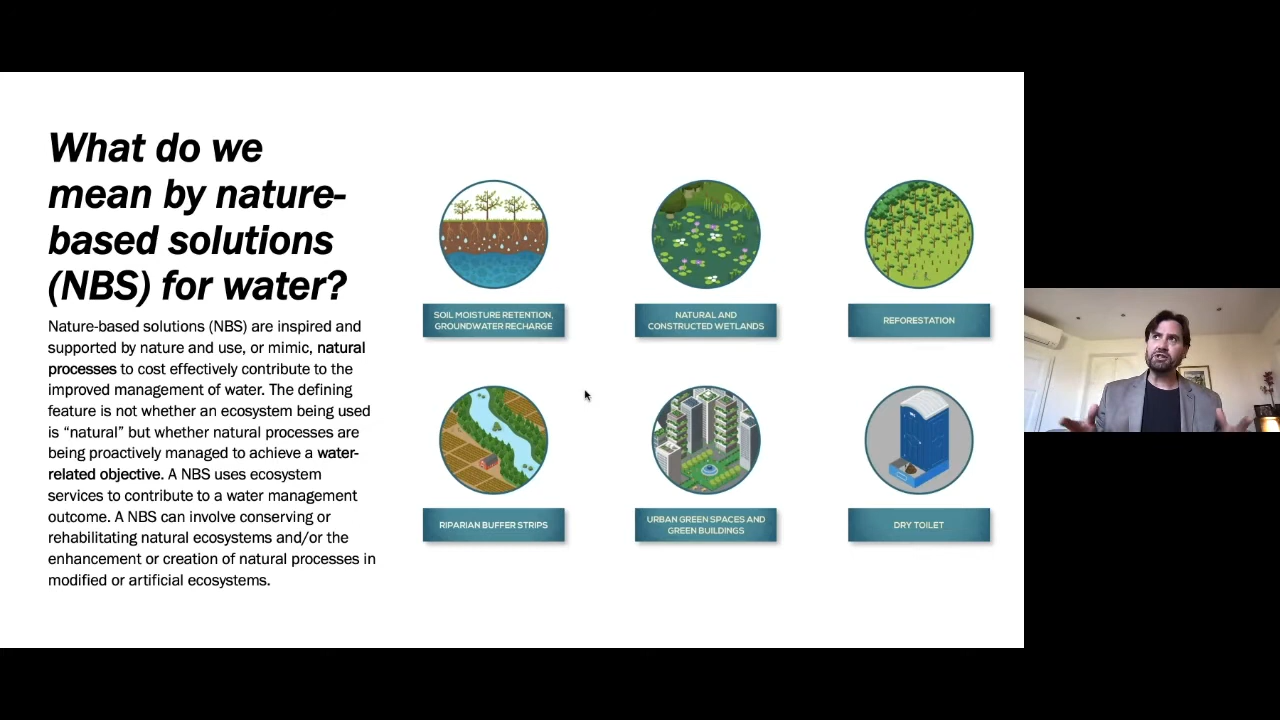 What do we
mean by nature-
based solutions
(NBS) for water?
Nature-based solutions (NBS) are inspired and
supported by nature and use, or mimic, natural
processes to cost effectively contribute to the
improved management of water. The defining
feature is not whether an ecosystem being used
is “natural” but whether natural processes are
being proactively managed to achieve a water-
related objective. A NBS uses ecosystem
services to contribute to a water management
outcome. A NBS can involve conserving or
rehabilitating natural ecosystems and/or the
enhancement or creation of natural processes in
modified or artificial ecosystems.
SOIL MOISTURE RETENTION,
GROUNDWATER RECHARGE
NATURAL AND
CONSTRUCTED WETLANDS
REFORESTATION
RIPARIAN BUFFER STRIPS
URBAN GREEN SPACES AND
GREEN BUILDINGS
DRY TOILET